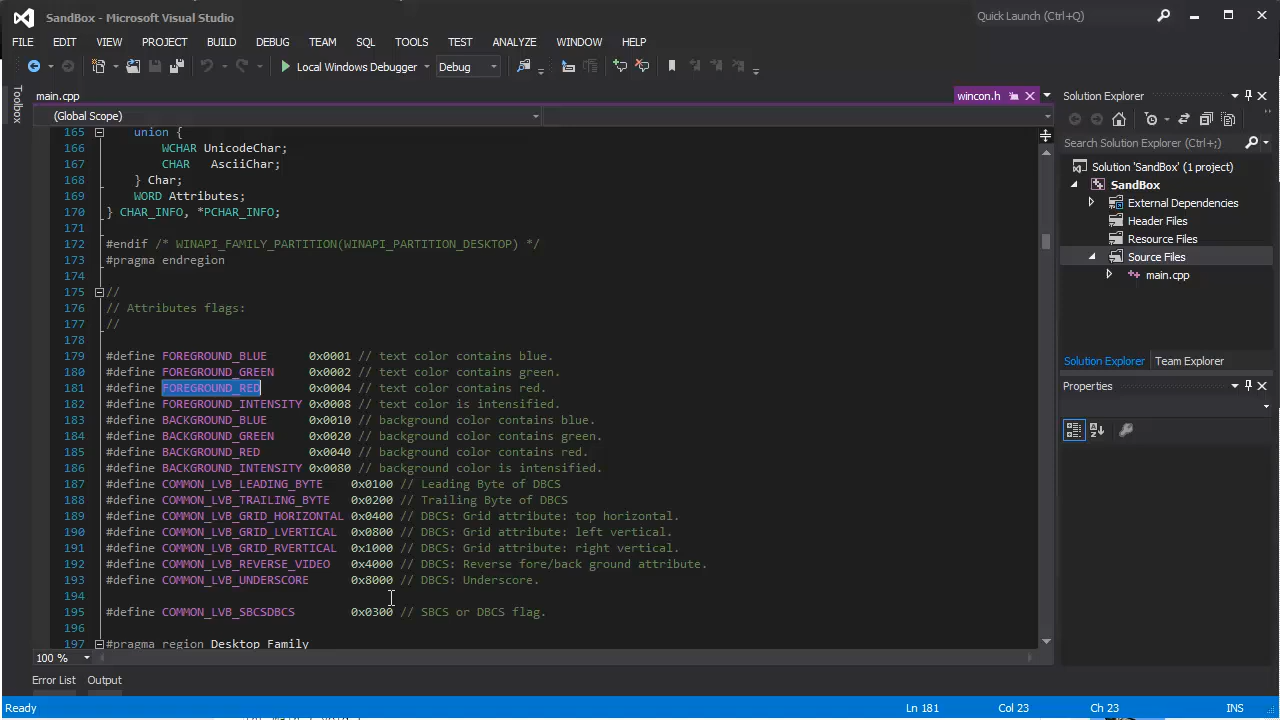 SandBox - Microsoft Visual Studio
Quick Launch (Ctrl+Q)
FILE EDIT VIEW PROJECT BUILD DEBUG TEAM SQL TOOLS TEST ANALYZE WINDOW HELP
Local Windows Debugger Debug
Toolbox
main.cpp
wincon.h
(Global Scope)
165 union {
166 WCHAR UnicodeChar;
167 CHAR AsciiChar;
168 } Char;
169 WORD Attributes;
170 } CHAR_INFO, *PCHAR_INFO;
171
172 #endif /* WINAPI_FAMILY_PARTITION(WINAPI_PARTITION_DESKTOP) */
173 #pragma endregion
174
175 //
176 // Attributes flags:
177 //
178
179 #define FOREGROUND_BLUE 0x0001 // text color contains blue.
180 #define FOREGROUND_GREEN 0x0002 // text color contains green.
181 #define FOREGROUND_RED 0x0004 // text color contains red.
182 #define FOREGROUND_INTENSITY 0x0008 // text color is intensified.
183 #define BACKGROUND_BLUE 0x0010 // background color contains blue.
184 #define BACKGROUND_GREEN 0x0020 // background color contains green.
185 #define BACKGROUND_RED 0x0040 // background color contains red.
186 #define BACKGROUND_INTENSITY 0x0080 // background color is intensified.
187 #define COMMON_LVB_LEADING_BYTE 0x0100 // Leading Byte of DBCS
188 #define COMMON_LVB_TRAILING_BYTE 0x0200 // Trailing Byte of DBCS
189 #define COMMON_LVB_GRID_HORIZONTAL 0x0400 // DBCS: Grid attribute: top horizontal.
190 #define COMMON_LVB_GRID_LVERTICAL 0x0800 // DBCS: Grid attribute: left vertical.
191 #define COMMON_LVB_GRID_RVERTICAL 0x1000 // DBCS: Grid attribute: right vertical.
192 #define COMMON_LVB_REVERSE_VIDEO 0x4000 // DBCS: Reverse fore/back ground attribute.
193 #define COMMON_LVB_UNDERSCORE 0x8000 // DBCS: Underscore.
194
195 #define COMMON_LVB_SBCSDBCS 0x0300 // SBCS or DBCS flag.
196
197 #pragma region Desktop Family
100 %
Error List Output
Solution Explorer
Search Solution Explorer (Ctrl+;)
Solution 'SandBox' (1 project)
SandBox
External Dependencies
Header Files
Resource Files
Source Files
main.cpp
Solution Explorer Team Explorer
Properties
Ready Ln 181 Col 23 Ch 23 INS